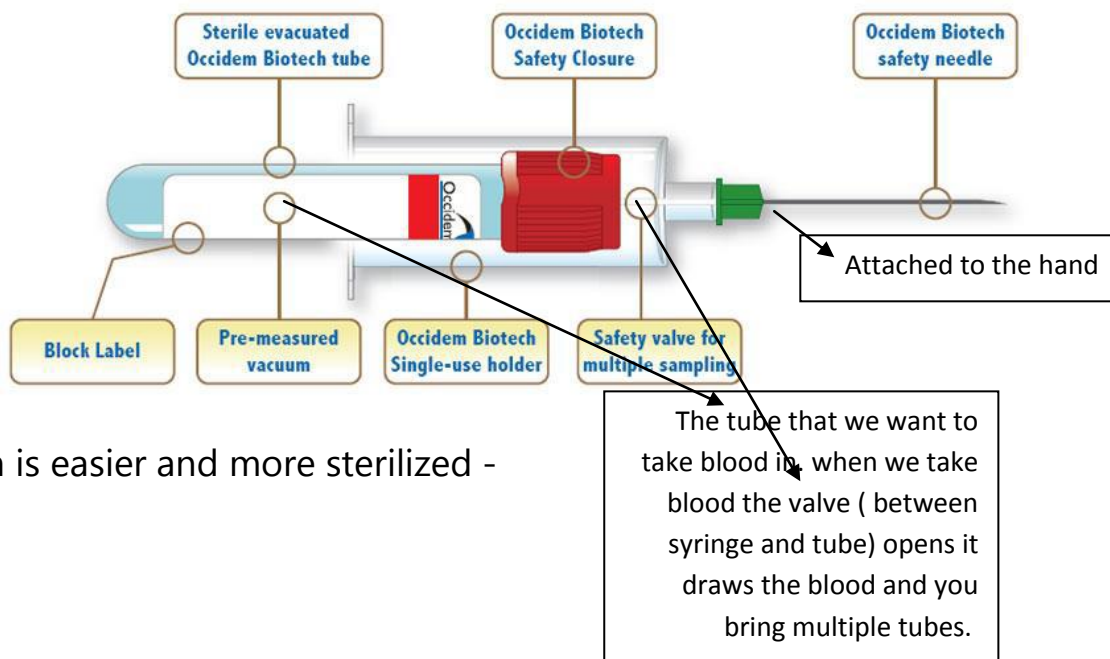 Sterile evacuated
Occidem Biotech tube
Occidem Biotech
Safety Closure
Occidem Biotech
safety needle
Occidem
Attached to the hand
Block Label
Pre-measured
vacuum
Occidem Biotech
Single-use holder
Safety valve for
multiple sampling
The tube that we want to
take blood in. when we take
blood the valve ( between
syringe and tube) opens it
draws the blood and you
bring multiple tubes.
is easier and more sterilized -